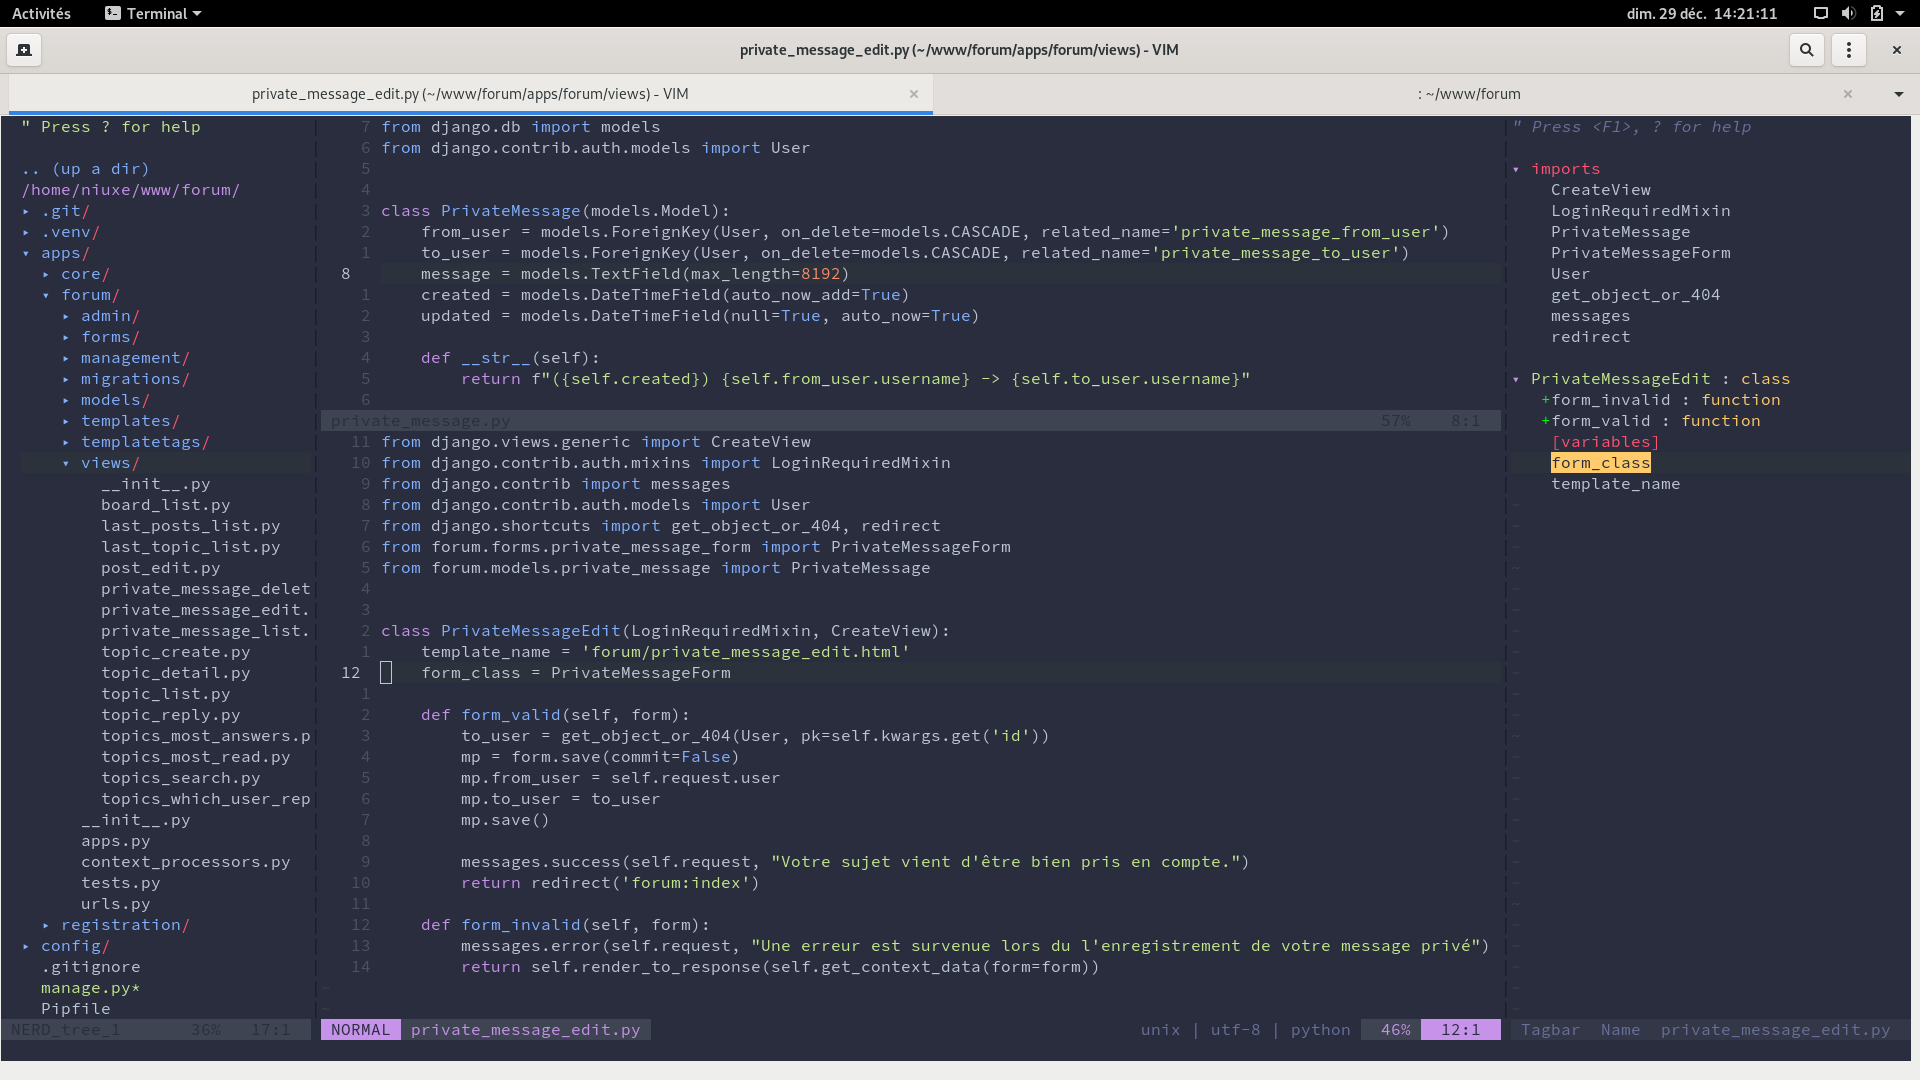 Activités
Terminal
dim. 29 déc. 14:21:11
private_message_edit.py (~/www/forum/apps/forum/views) - VIM
private_message_edit.py (~/www/forum/apps/forum/views) - VIM
: ~/www/forum
" Press ? for help
.. (up a dir)
/home/niuxe/www/forum/
▸ .git/
▸ .venv/
▾ apps/
▸ core/
▾ forum/
▸ admin/
▸ forms/
▸ management/
▸ migrations/
▸ models/
▸ templates/
▸ templatetags/
▾ views/
__init__.py
board_list.py
last_posts_list.py
last_topic_list.py
post_edit.py
private_message_delet
private_message_edit.
private_message_list.
topic_create.py
topic_detail.py
topic_list.py
topic_reply.py
topics_most_answers.p
topics_most_read.py
topics_search.py
topics_which_user_rep
__init__.py
apps.py
context_processors.py
tests.py
urls.py
▸ registration/
▸ config/
.gitignore
manage.py*
Pipfile
NERD_tree_1 36% 17:1
7 from django.db import models
6 from django.contrib.auth.models import User
5
4
3 class PrivateMessage(models.Model):
2 from_user = models.ForeignKey(User, on_delete=models.CASCADE, related_name='private_message_from_user')
1 to_user = models.ForeignKey(User, on_delete=models.CASCADE, related_name='private_message_to_user')
8 message = models.TextField(max_length=8192)
1 created = models.DateTimeField(auto_now_add=True)
2 updated = models.DateTimeField(null=True, auto_now=True)
3
4 def __str__(self):
5 return f"({self.created}) {self.from_user.username} -> {self.to_user.username}"
6
private_message.py 57% 8:1
11 from django.views.generic import CreateView
10 from django.contrib.auth.mixins import LoginRequiredMixin
9 from django.contrib import messages
8 from django.contrib.auth.models import User
7 from django.shortcuts import get_object_or_404, redirect
6 from forum.forms.private_message_form import PrivateMessageForm
5 from forum.models.private_message import PrivateMessage
4
3
2 class PrivateMessageEdit(LoginRequiredMixin, CreateView):
1 template_name = 'forum/private_message_edit.html'
12 form_class = PrivateMessageForm
1
2 def form_valid(self, form):
3 to_user = get_object_or_404(User, pk=self.kwargs.get('id'))
4 mp = form.save(commit=False)
5 mp.from_user = self.request.user
6 mp.to_user = to_user
7 mp.save()
8
9 messages.success(self.request, "Votre sujet vient d'être bien pris en compte.")
10 return redirect('forum:index')
11
12 def form_invalid(self, form):
13 messages.error(self.request, "Une erreur est survenue lors du l'enregistrement de votre message privé")
14 return self.render_to_response(self.get_context_data(form=form))
~
NORMAL private_message_edit.py unix | utf-8 | python 46% 12:1
" Press <F1>, ? for help
▾ imports
CreateView
LoginRequiredMixin
PrivateMessage
PrivateMessageForm
User
get_object_or_404
messages
redirect
▾ PrivateMessageEdit : class
+form_invalid : function
+form_valid : function
[variables]
form_class
template_name
Tagbar Name private_message_edit.py